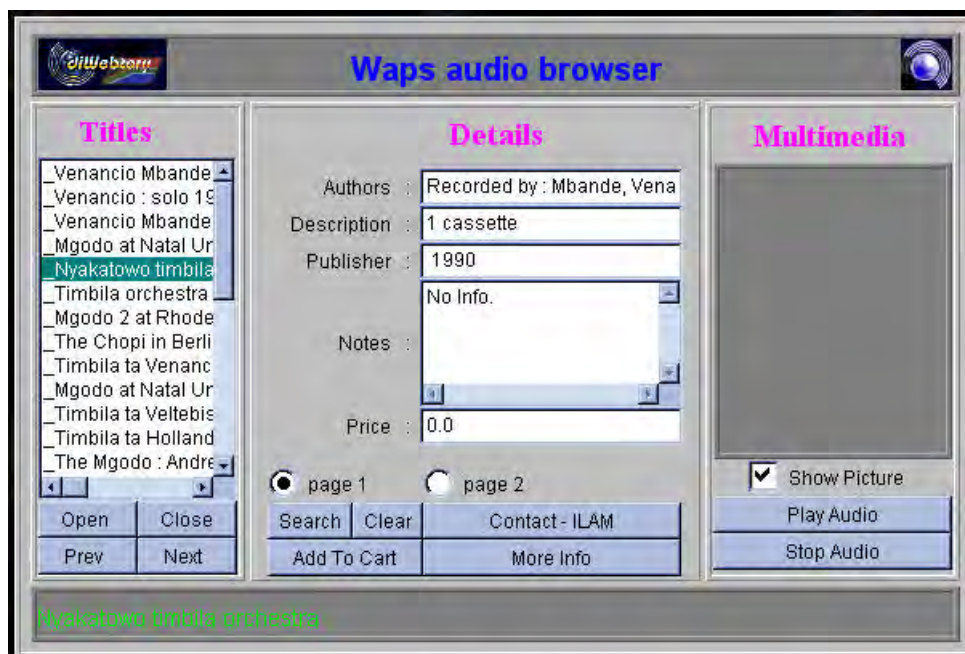 diWebrary
Waps audio browser
Titles
_Venancio Mbande
_Venancio : solo 19
_Venancio Mbande
_Mgodo at Natal Ur
_Nyakatowo timbila
_Timbila orchestra
_Mgodo 2 at Rhode
_The Chopi in Berli
_Timbila ta Venanc
_Mgodo at Natal Ur
_Timbila ta Veltebis
_Timbila ta Holland
_The Mgodo : Andre
Open Close
Prev Next
Details
Authors : Recorded by : Mbande, Vena
Description : 1 cassette
Publisher : 1990
Notes : No Info.
Price : 0.0
page 1 page 2
Search Clear Contact - ILAM
Add To Cart More Info
Multimedia
Show Picture
Play Audio
Stop Audio
Nyakatowo timbila orchestra